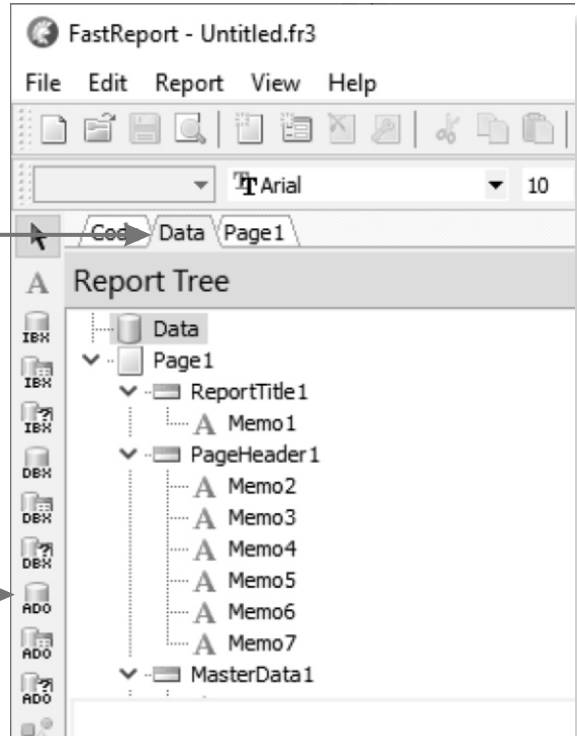 FastReport - Untitled.fr3
File Edit Report View Help
Arial 10
Code Data Page1
Report Tree
Data
Page1
ReportTitle1
Memo1
PageHeader1
Memo2
Memo3
Memo4
Memo5
Memo6
Memo7
MasterData1
A
IBX
IBX
IBX
DBX
DBX
DBX
ADO
ADO
ADO